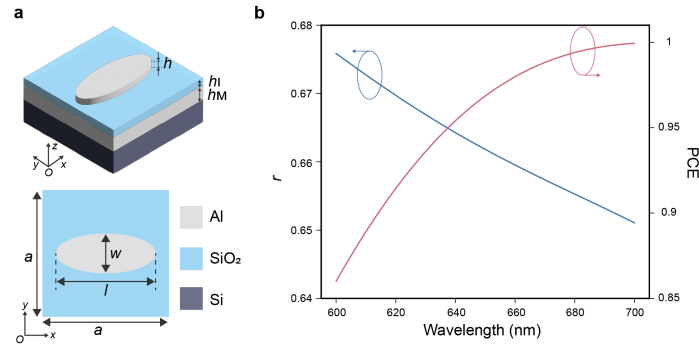 a
h
hI
hM
z
y
x
O
a
w
l
a
y
O
x
Al
SiO₂
Si
b
0.68
0.67
0.66
0.65
0.64
r
600
620
640
660
680
700
Wavelength (nm)
1
0.95
0.9
0.85
PCE